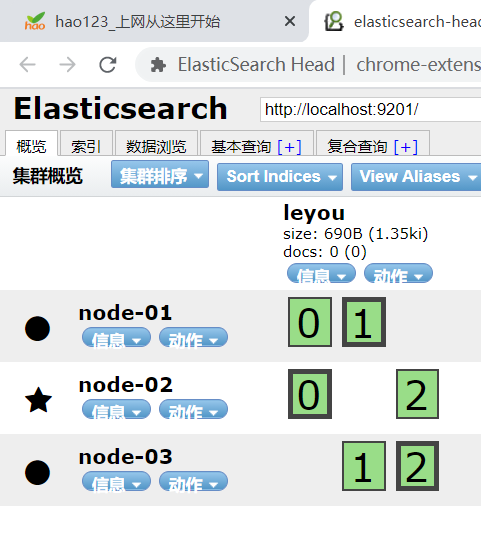 hao123_上网从这里开始
elasticsearch-head
ElasticSearch Head | chrome-extens
Elasticsearch http://localhost:9201/
概览 索引 数据浏览 基本查询 [+] 复合查询 [+]
集群概览 集群排序 Sort Indices View Aliases
leyou
size: 690B (1.35ki)
docs: 0 (0)
信息 动作
node-01
信息 动作
0 1
node-02
信息 动作
0 2
node-03
信息 动作
1 2